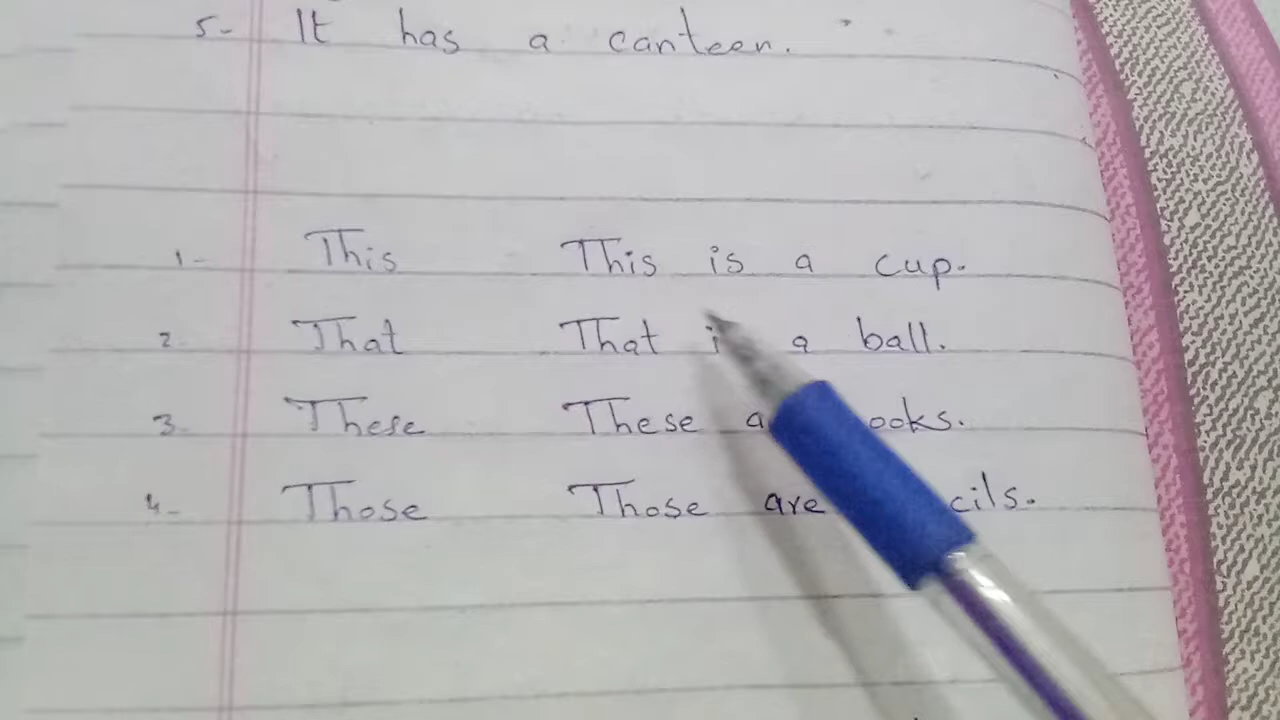 5- It has a canteen.
1- This This is a cup.
2. That That a ball.
3. These These
4- Those Those are